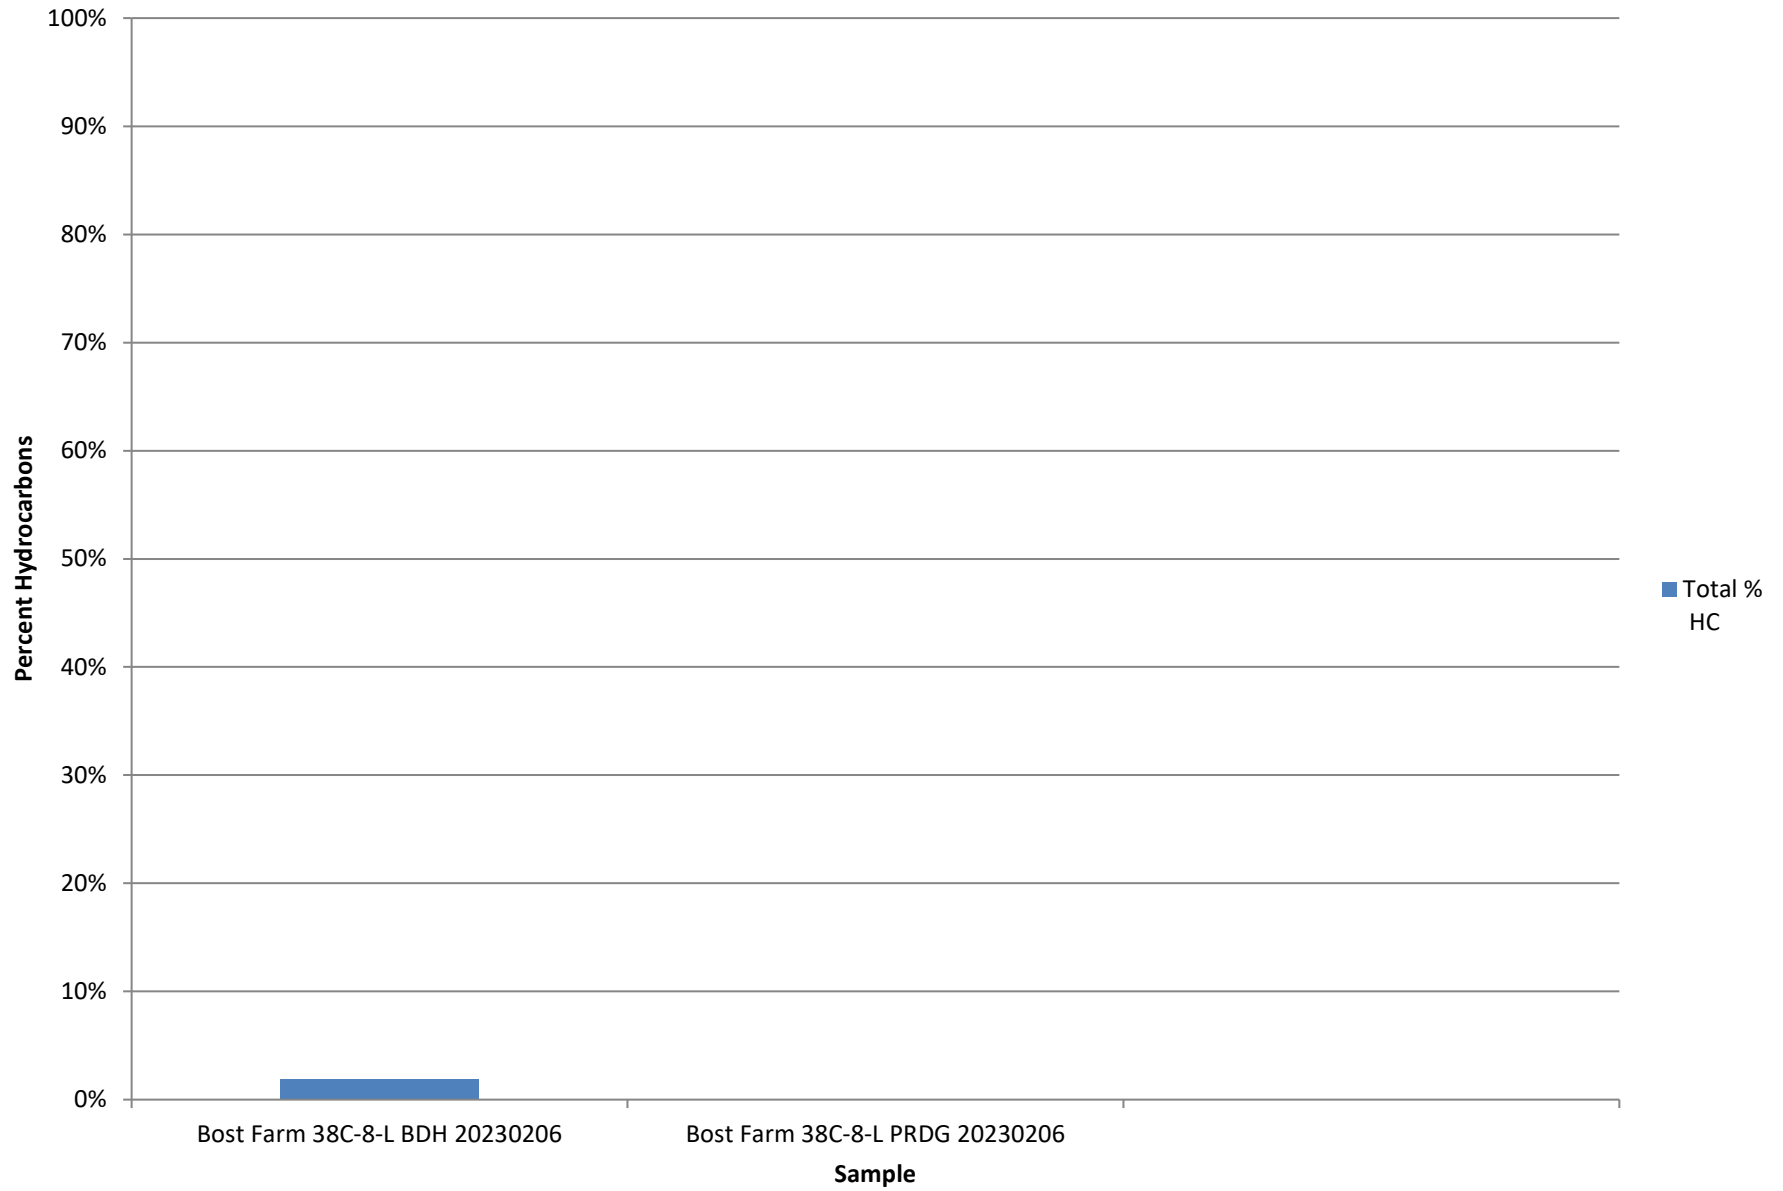 100%
90%
80%
70%
60%
50%
40%
30%
20%
10%
0%
Percent Hydrocarbons
Bost Farm 38C-8-L BDH 20230206
Bost Farm 38C-8-L PRDG 20230206
Sample
Total %
HC